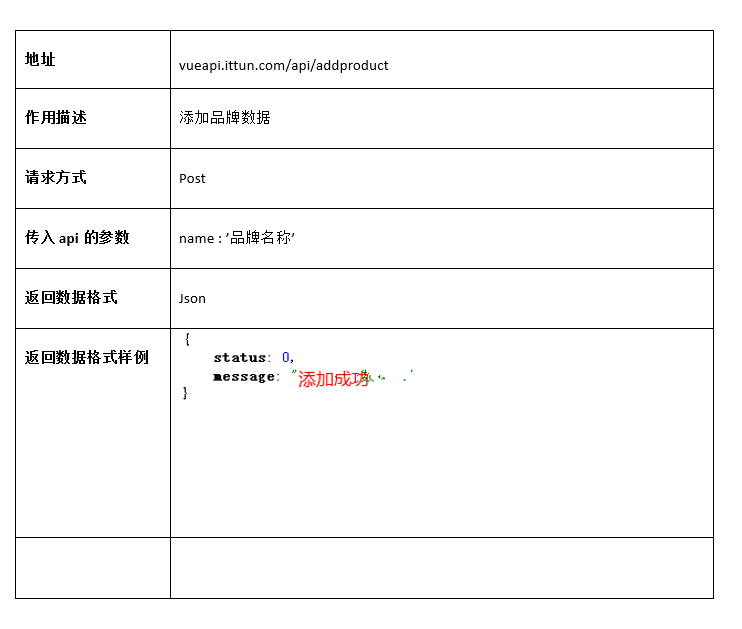 地址
vueapi.ittun.com/api/addproduct
作用描述
添加品牌数据
请求方式
Post
传入 api 的参数
name : ’品牌名称’
返回数据格式
Json
返回数据格式样例
{
status: 0,
message: "添加成功
}